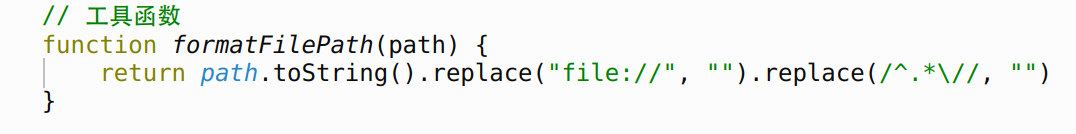 // 工具函数
function formatFilePath(path) {
    return path.toString().replace("file://", "").replace(/^.*\//, "")
}